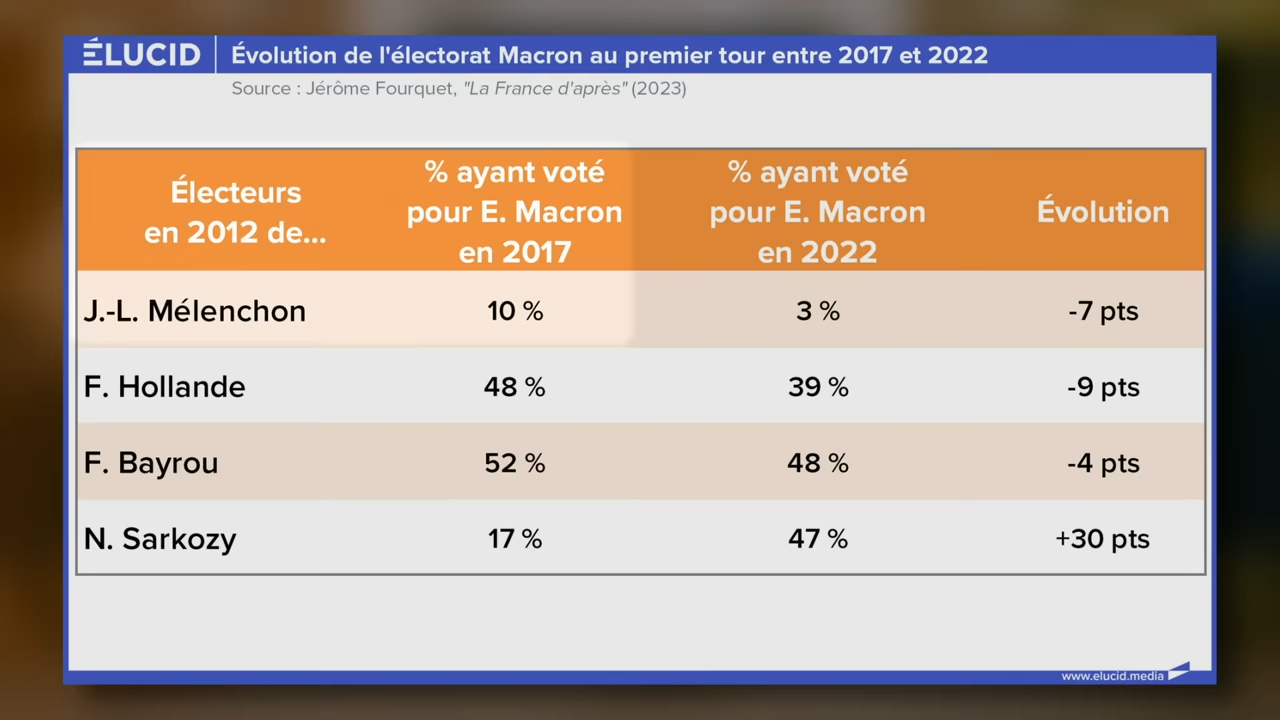 ÉLUCID
Évolution de l'électorat Macron au premier tour entre 2017 et 2022
Source : Jérôme Fourquet, "La France d'après" (2023)
Électeurs
en 2012 de...
% ayant voté
pour E. Macron
en 2017
% ayant voté
pour E. Macron
en 2022
Évolution
J.-L. Mélenchon 10 % 3 % -7 pts
F. Hollande 48 % 39 % -9 pts
F. Bayrou 52 % 48 % -4 pts
N. Sarkozy 17 % 47 % +30 pts
www.elucid.media